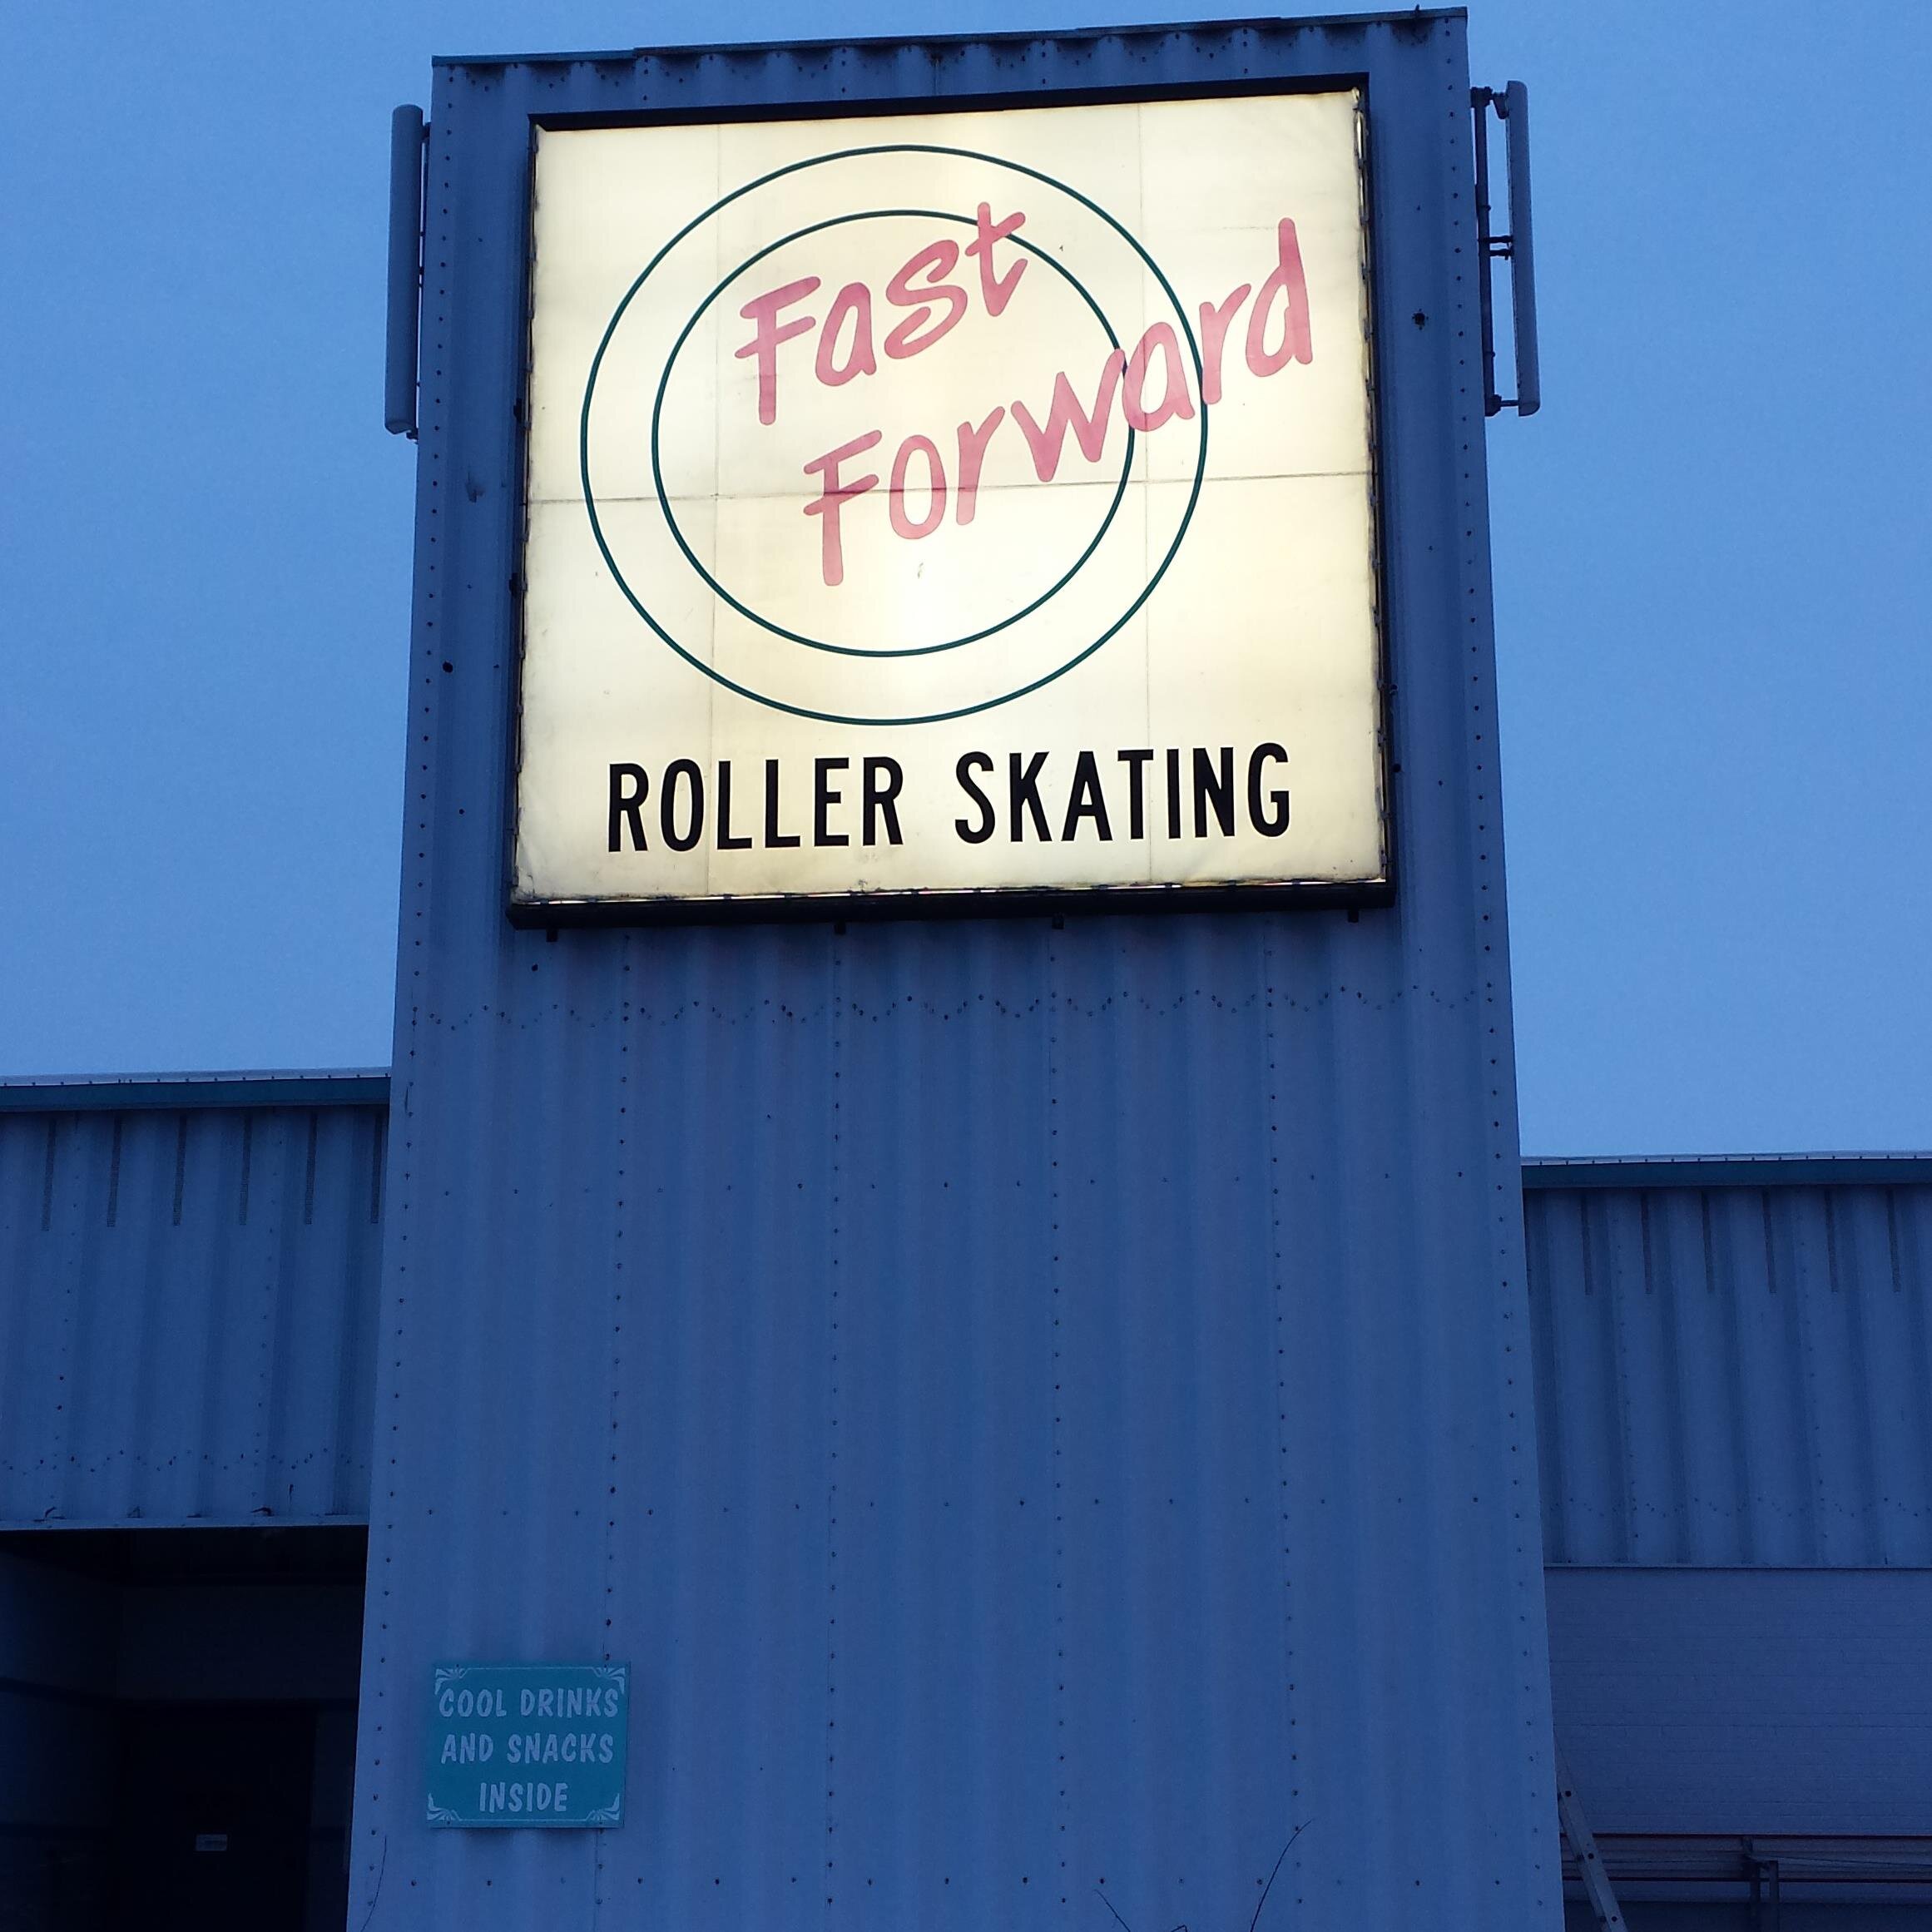 Fast
Forward
ROLLER SKATING
COOL DRINKS
AND SNACKS
INSIDE